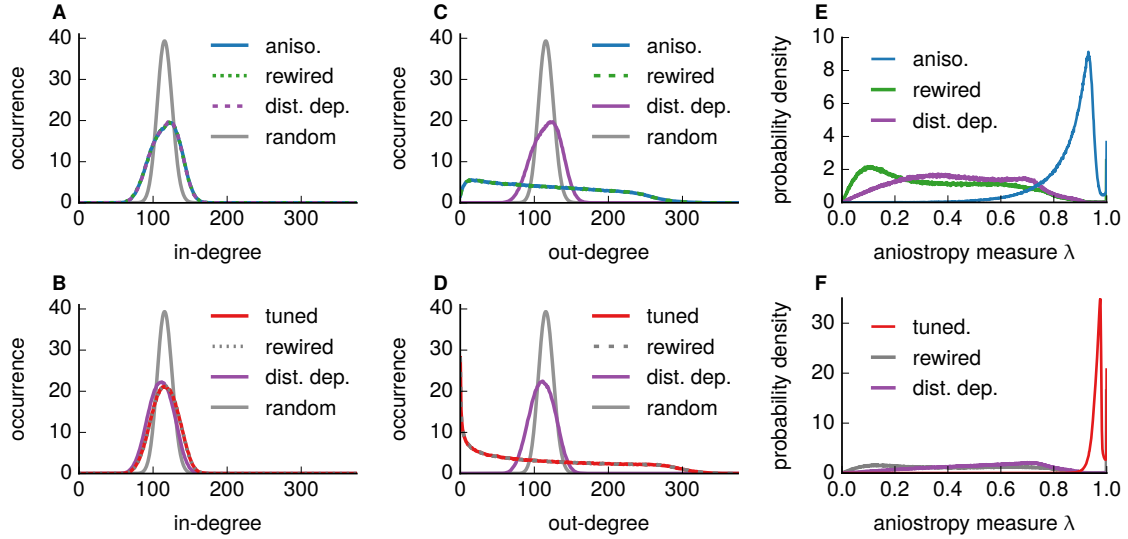 A
occurrence
40
30
20
10
0
aniso.
rewired
dist. dep.
random
0
100
200
300
in-degree
C
occurrence
40
30
20
10
0
aniso.
rewired
dist. dep.
random
0
100
200
300
out-degree
E
probability density
10
8
6
4
2
0
aniso.
rewired
dist. dep.
0.0
0.2
0.4
0.6
0.8
1.0
aniostropy measure λ
B
occurrence
40
30
20
10
0
tuned
rewired
dist. dep.
random
0
100
200
300
in-degree
D
occurrence
40
30
20
10
0
tuned
rewired
dist. dep.
random
0
100
200
300
out-degree
F
probability density
30
20
10
0
tuned.
rewired
dist. dep.
0.0
0.2
0.4
0.6
0.8
1.0
aniostropy measure λ